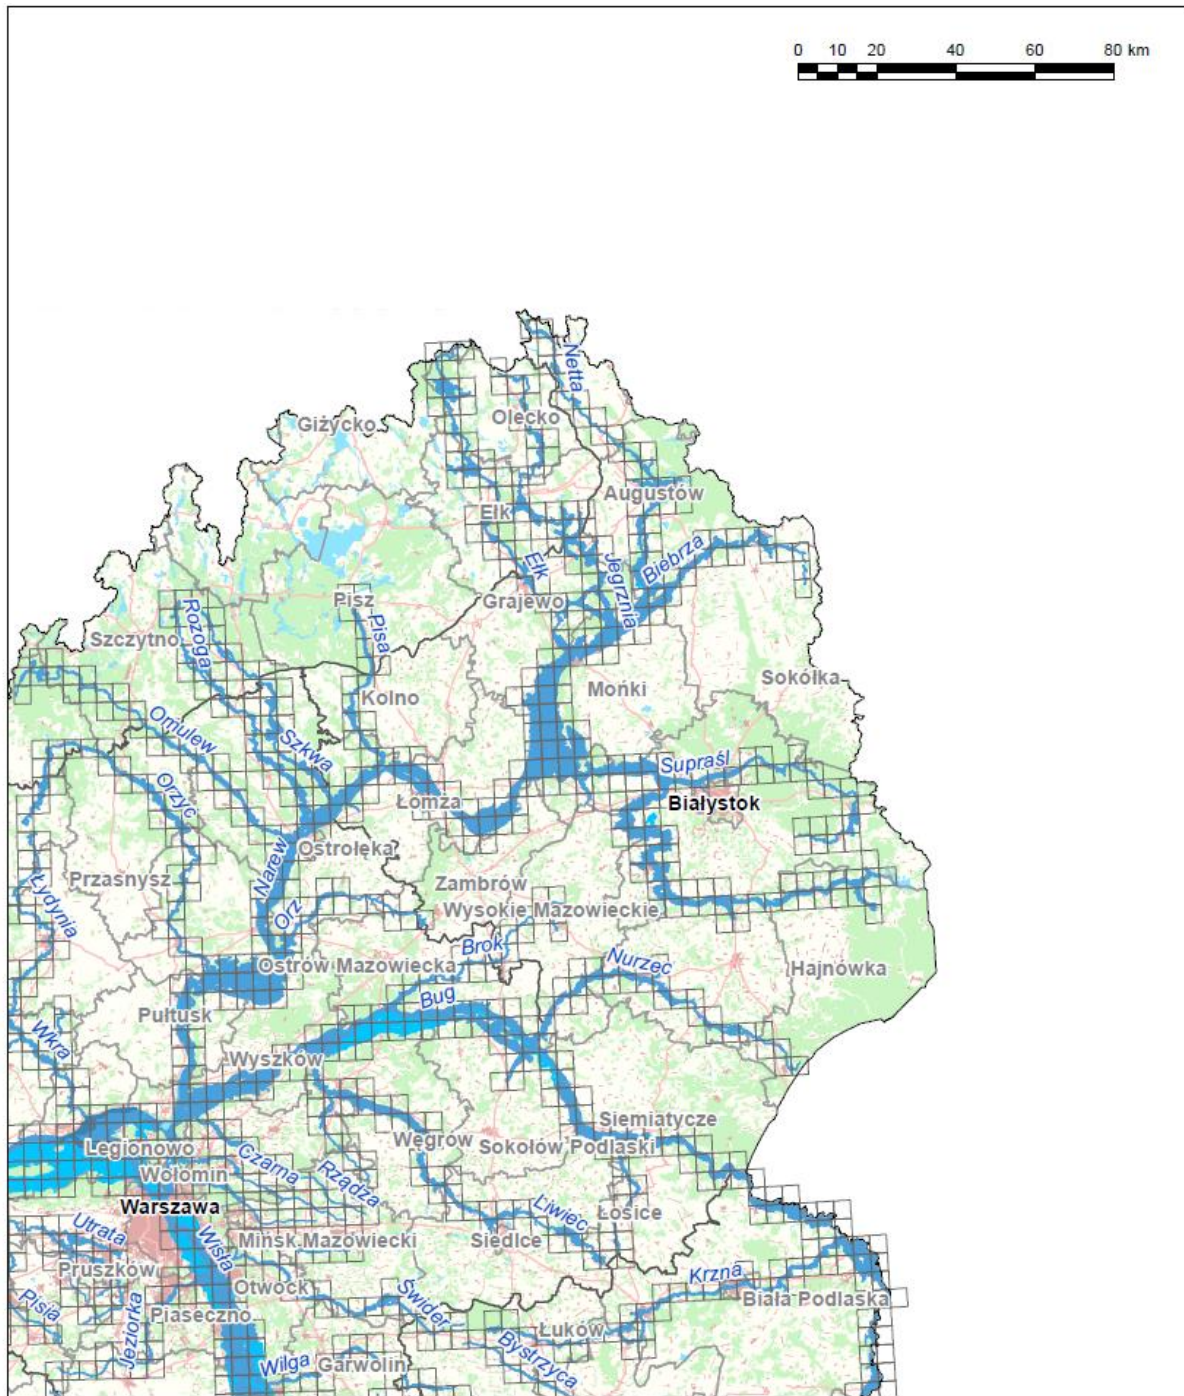 0 10 20 40 60 80 km
Netta
Olecko
Giżycko
Augustów
Ełk
Biebrza
Ełk
Jegrznia
Pisz
Grajewo
Rozoga
Pisa
Szczytno
Sokółka
Mońki
Kolno
Omulew
Szkwa
Supraśl
Orzyc
Łomża
Białystok
Ostrołęka
Narew
Przasnysz
Zambrów
Łydynia
Orz
Wysokie Mazowieckie
Brok
Ostrów Mazowiecka
Nurzec
Hajnówka
Bug
Pułtusk
Wkra
Wyszków
Siemiatycze
Węgrów
Sokołów Podlaski
Legionowo
Czarna
Wołomin
Rządza
Warszawa
Łosice
Liwiec
Utrata
Wisła
Mińsk Mazowiecki
Siedlce
Pruszków
Krzna
Otwock
Biała Podlaska
Pisia
Świder
Piaseczno
Jeziorka
Łuków
Bystrzyca
Wilga
Garwolin